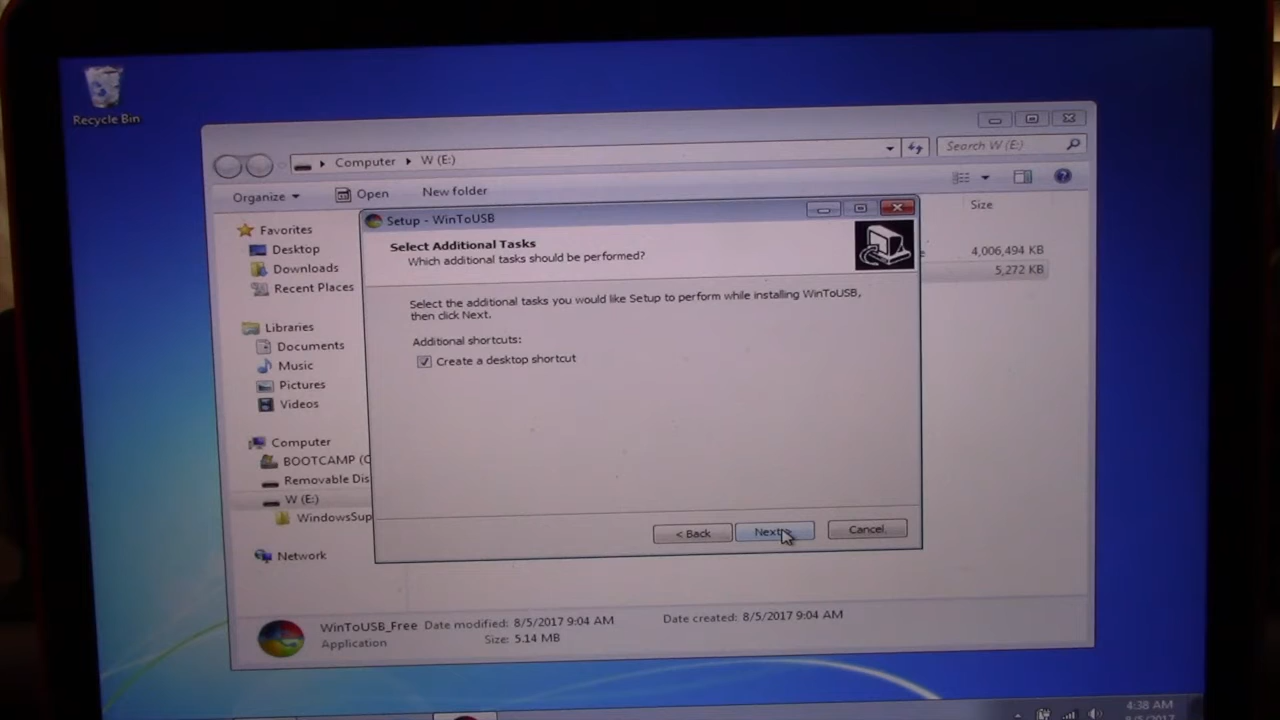 Recycle Bin
Computer
W (E:)
Search W (E:)
Organize
Open
New folder
Size
Favorites
Desktop
Downloads
Recent Places
Libraries
Documents
Music
Pictures
Videos
Computer
BOOTCAMP (C
Removable Dis
W (E:)
WindowsSup
Network
4,006,494 KB
5,272 KB
Setup - WinToUSB
Select Additional Tasks
Which additional tasks should be performed?
Select the additional tasks you would like Setup to perform while installing WinToUSB,
then click Next.
Additional shortcuts:
Create a desktop shortcut
< Back
Next
Cancel
WinToUSB_Free Date modified: 8/5/2017 9:04 AM Date created: 8/5/2017 9:04 AM
Application Size: 5.14 MB
4:38 AM
8/5/2017